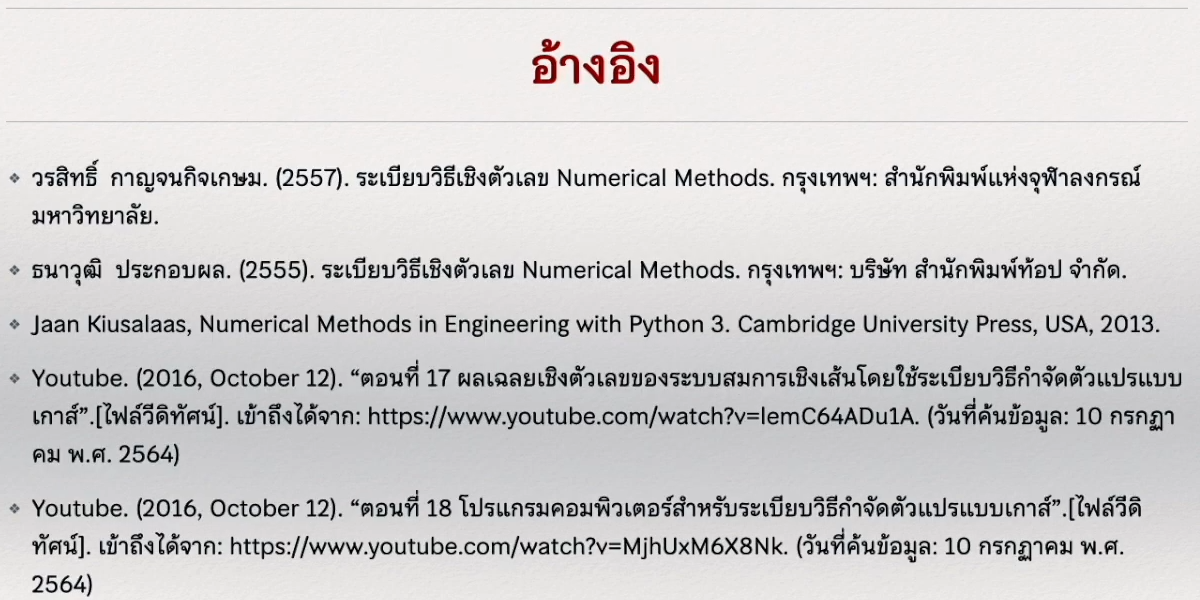 อ้างอิง
❖ วรสิทธิ์ กาญจนกิจเกษม. (2557). ระเบียบวิธีเชิงตัวเลข Numerical Methods. กรุงเทพฯ: สำนักพิมพ์แห่งจุฬาลงกรณ์
มหาวิทยาลัย.
❖ ธนาวุฒิ ประกอบผล. (2555). ระเบียบวิธีเชิงตัวเลข Numerical Methods. กรุงเทพฯ: บริษัท สำนักพิมพ์ท้อป จำกัด.
❖ Jaan Kiusalaas, Numerical Methods in Engineering with Python 3. Cambridge University Press, USA, 2013.
❖ Youtube. (2016, October 12). “ตอนที่ 17 ผลเฉลยเชิงตัวเลขของระบบสมการเชิงเส้นโดยใช้ระเบียบวิธีกำจัดตัวแปรแบบ
เกาส์”.[ไฟล์วีดิทัศน์]. เข้าถึงได้จาก: https://www.youtube.com/watch?v=lemC64ADu1A. (วันที่ค้นข้อมูล: 10 กรกฎา
คม พ.ศ. 2564)
❖ Youtube. (2016, October 12). “ตอนที่ 18 โปรแกรมคอมพิวเตอร์สำหรับระเบียบวิธีกำจัดตัวแปรแบบเกาส์”.[ไฟล์วีดิ
ทัศน์]. เข้าถึงได้จาก: https://www.youtube.com/watch?v=MjhUxM6X8Nk. (วันที่ค้นข้อมูล: 10 กรกฎาคม พ.ศ.
2564)